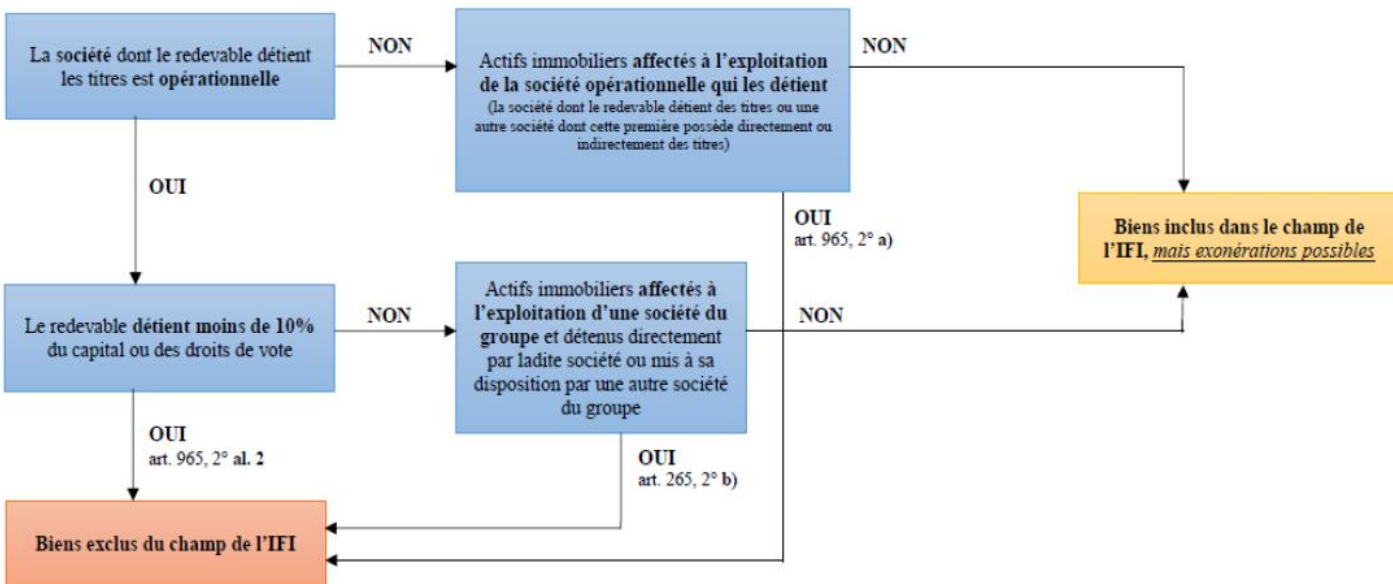 La société dont le redevable détient
les titres est opérationnelle
NON
Actifs immobiliers affectés à l'exploitation
de la société opérationnelle qui les détient
(la société dont le redevable détient des titres ou une
autre société dont cette première possède directement ou
indirectement des titres)
NON
OUI
OUI
art. 965, 2° a)
Biens inclus dans le champ de
l'IFI, mais exonérations possibles
Le redevable détient moins de 10%
du capital ou des droits de vote
NON
Actifs immobiliers affectés à
l'exploitation d'une société du
groupe et détenus directement
par ladite société ou mis à sa
disposition par une autre société
du groupe
NON
OUI
art. 965, 2° al. 2
OUI
art. 265, 2° b)
Biens exclus du champ de l'IFI